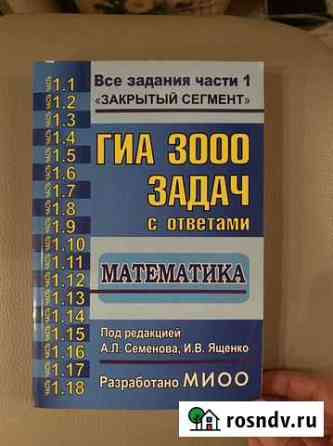 1.1
1.2
1.3
1.4
1.5
1.6
1.7
1.8
1.9
1.10
1.11
1.12
1.13
1.14
1.15
1.16
1.17
1.18
Все задания части 1
«ЗАКРЫТЫЙ СЕГМЕНТ»
ГИА 3000
ЗАДАЧ
с ответами
МАТЕМАТИКА
Под редакцией
А.Л. Семенова, И.В. Ященко
Разработано МИОО
rosndv.ru